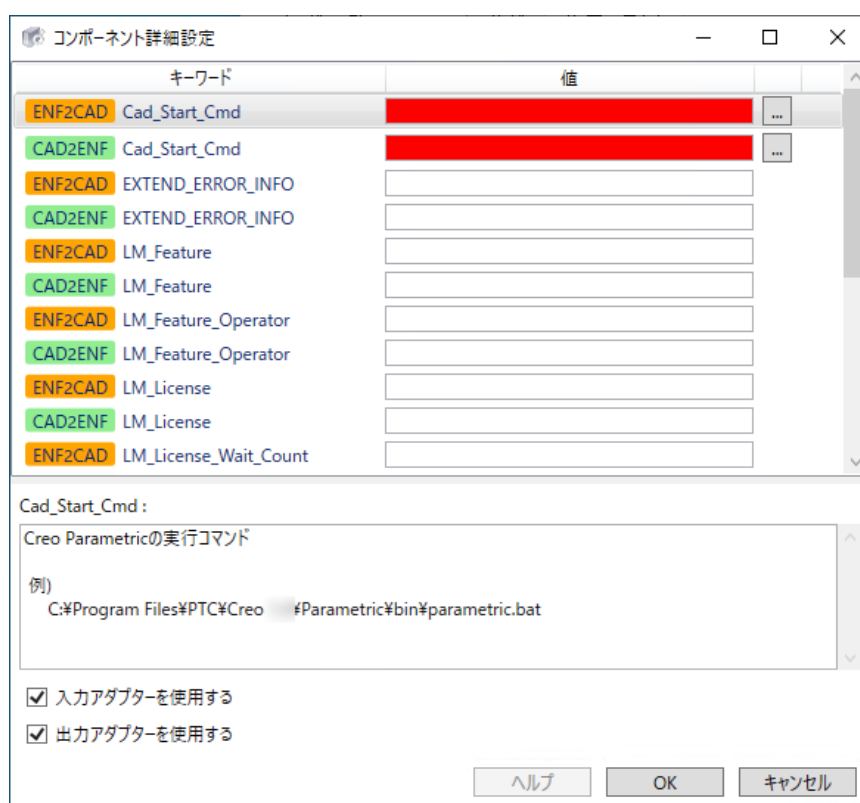 コンポーネント詳細設定
キーワード 値
ENF2CAD Cad_Start_Cmd ...
CAD2ENF Cad_Start_Cmd ...
ENF2CAD EXTEND_ERROR_INFO
CAD2ENF EXTEND_ERROR_INFO
ENF2CAD LM_Feature
CAD2ENF LM_Feature
ENF2CAD LM_Feature_Operator
CAD2ENF LM_Feature_Operator
ENF2CAD LM_License
CAD2ENF LM_License
ENF2CAD LM_License_Wait_Count
Cad_Start_Cmd :
Creo Parametricの実行コマンド
例)
C:¥Program Files¥PTC¥Creo ¥Parametric¥bin¥parametric.bat
入力アダプターを使用する
出力アダプターを使用する
ヘルプ OK キャンセル